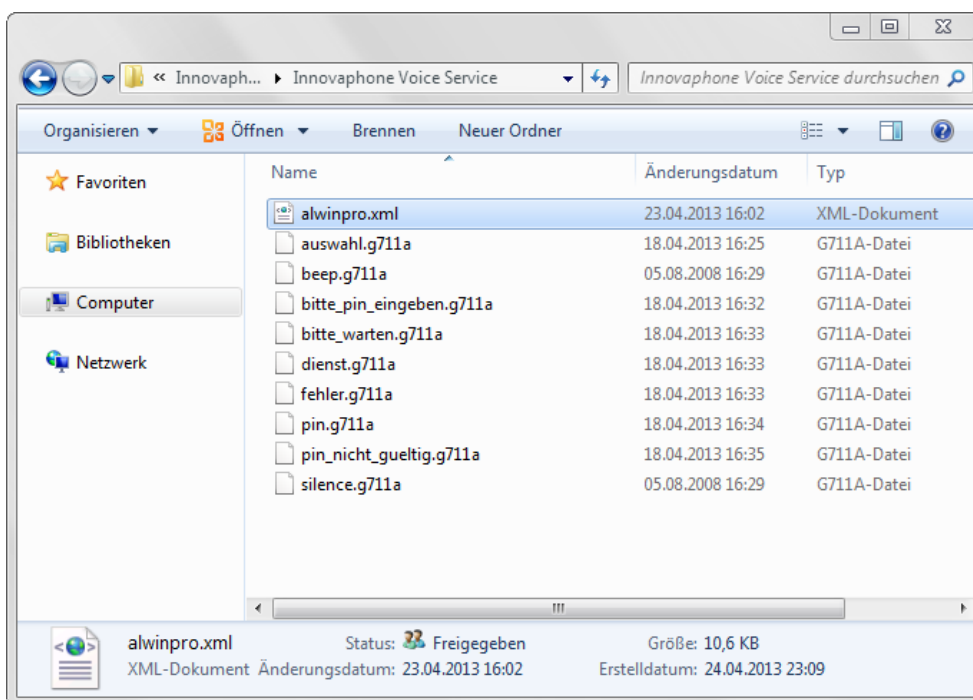 « Innovaph... ▸ Innovaphone Voice Service Innovaphone Voice Service durchsuchen
Organisieren Öffnen Brennen Neuer Ordner
Favoriten
Bibliotheken
Computer
Netzwerk
Name Änderungsdatum Typ
alwinpro.xml 23.04.2013 16:02 XML-Dokument
auswahl.g711a 18.04.2013 16:25 G711A-Datei
beep.g711a 05.08.2008 16:29 G711A-Datei
bitte_pin_eingeben.g711a 18.04.2013 16:32 G711A-Datei
bitte_warten.g711a 18.04.2013 16:33 G711A-Datei
dienst.g711a 18.04.2013 16:33 G711A-Datei
fehler.g711a 18.04.2013 16:33 G711A-Datei
pin.g711a 18.04.2013 16:34 G711A-Datei
pin_nicht_gueltig.g711a 18.04.2013 16:35 G711A-Datei
silence.g711a 05.08.2008 16:29 G711A-Datei
alwinpro.xml Status: Freigegeben Größe: 10,6 KB
XML-Dokument Änderungsdatum: 23.04.2013 16:02 Erstelldatum: 24.04.2013 23:09